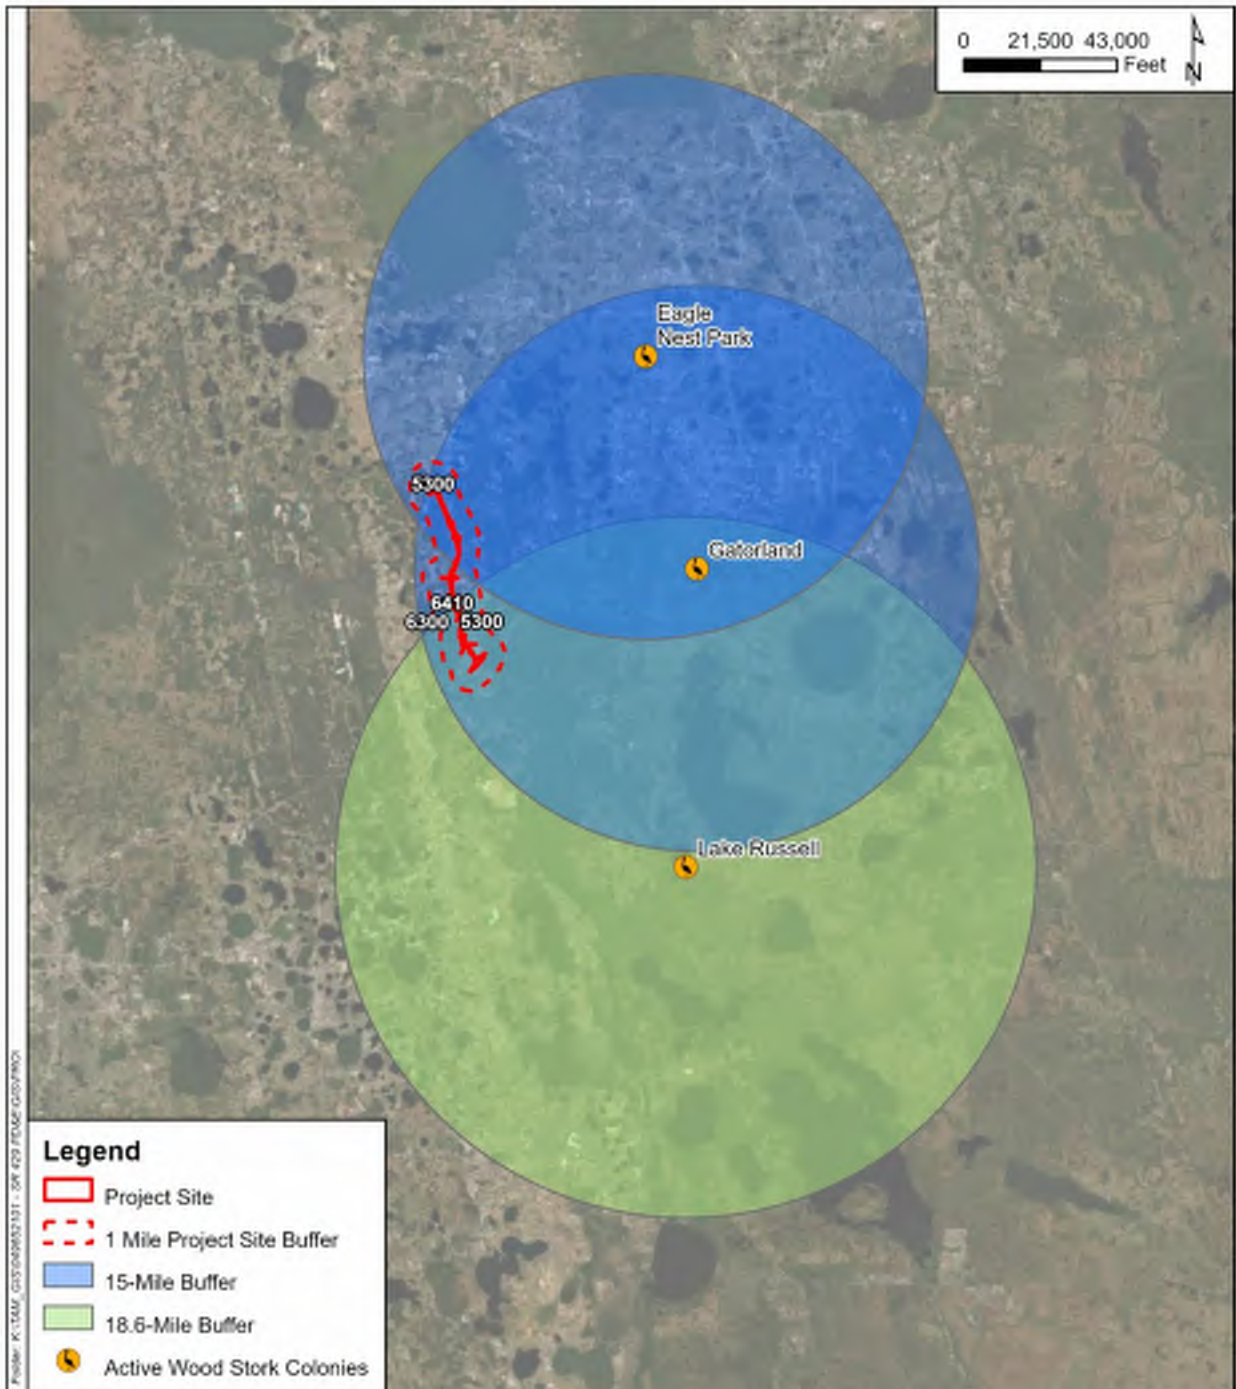 0 21,500 43,000
Feet
N
Eagle
Nest Park
5300
Gatorland
6410
6300 5300
Lake Russell
Legend
Project Site
1 Mile Project Site Buffer
15-Mile Buffer
18.6-Mile Buffer
Active Wood Stork Colonies